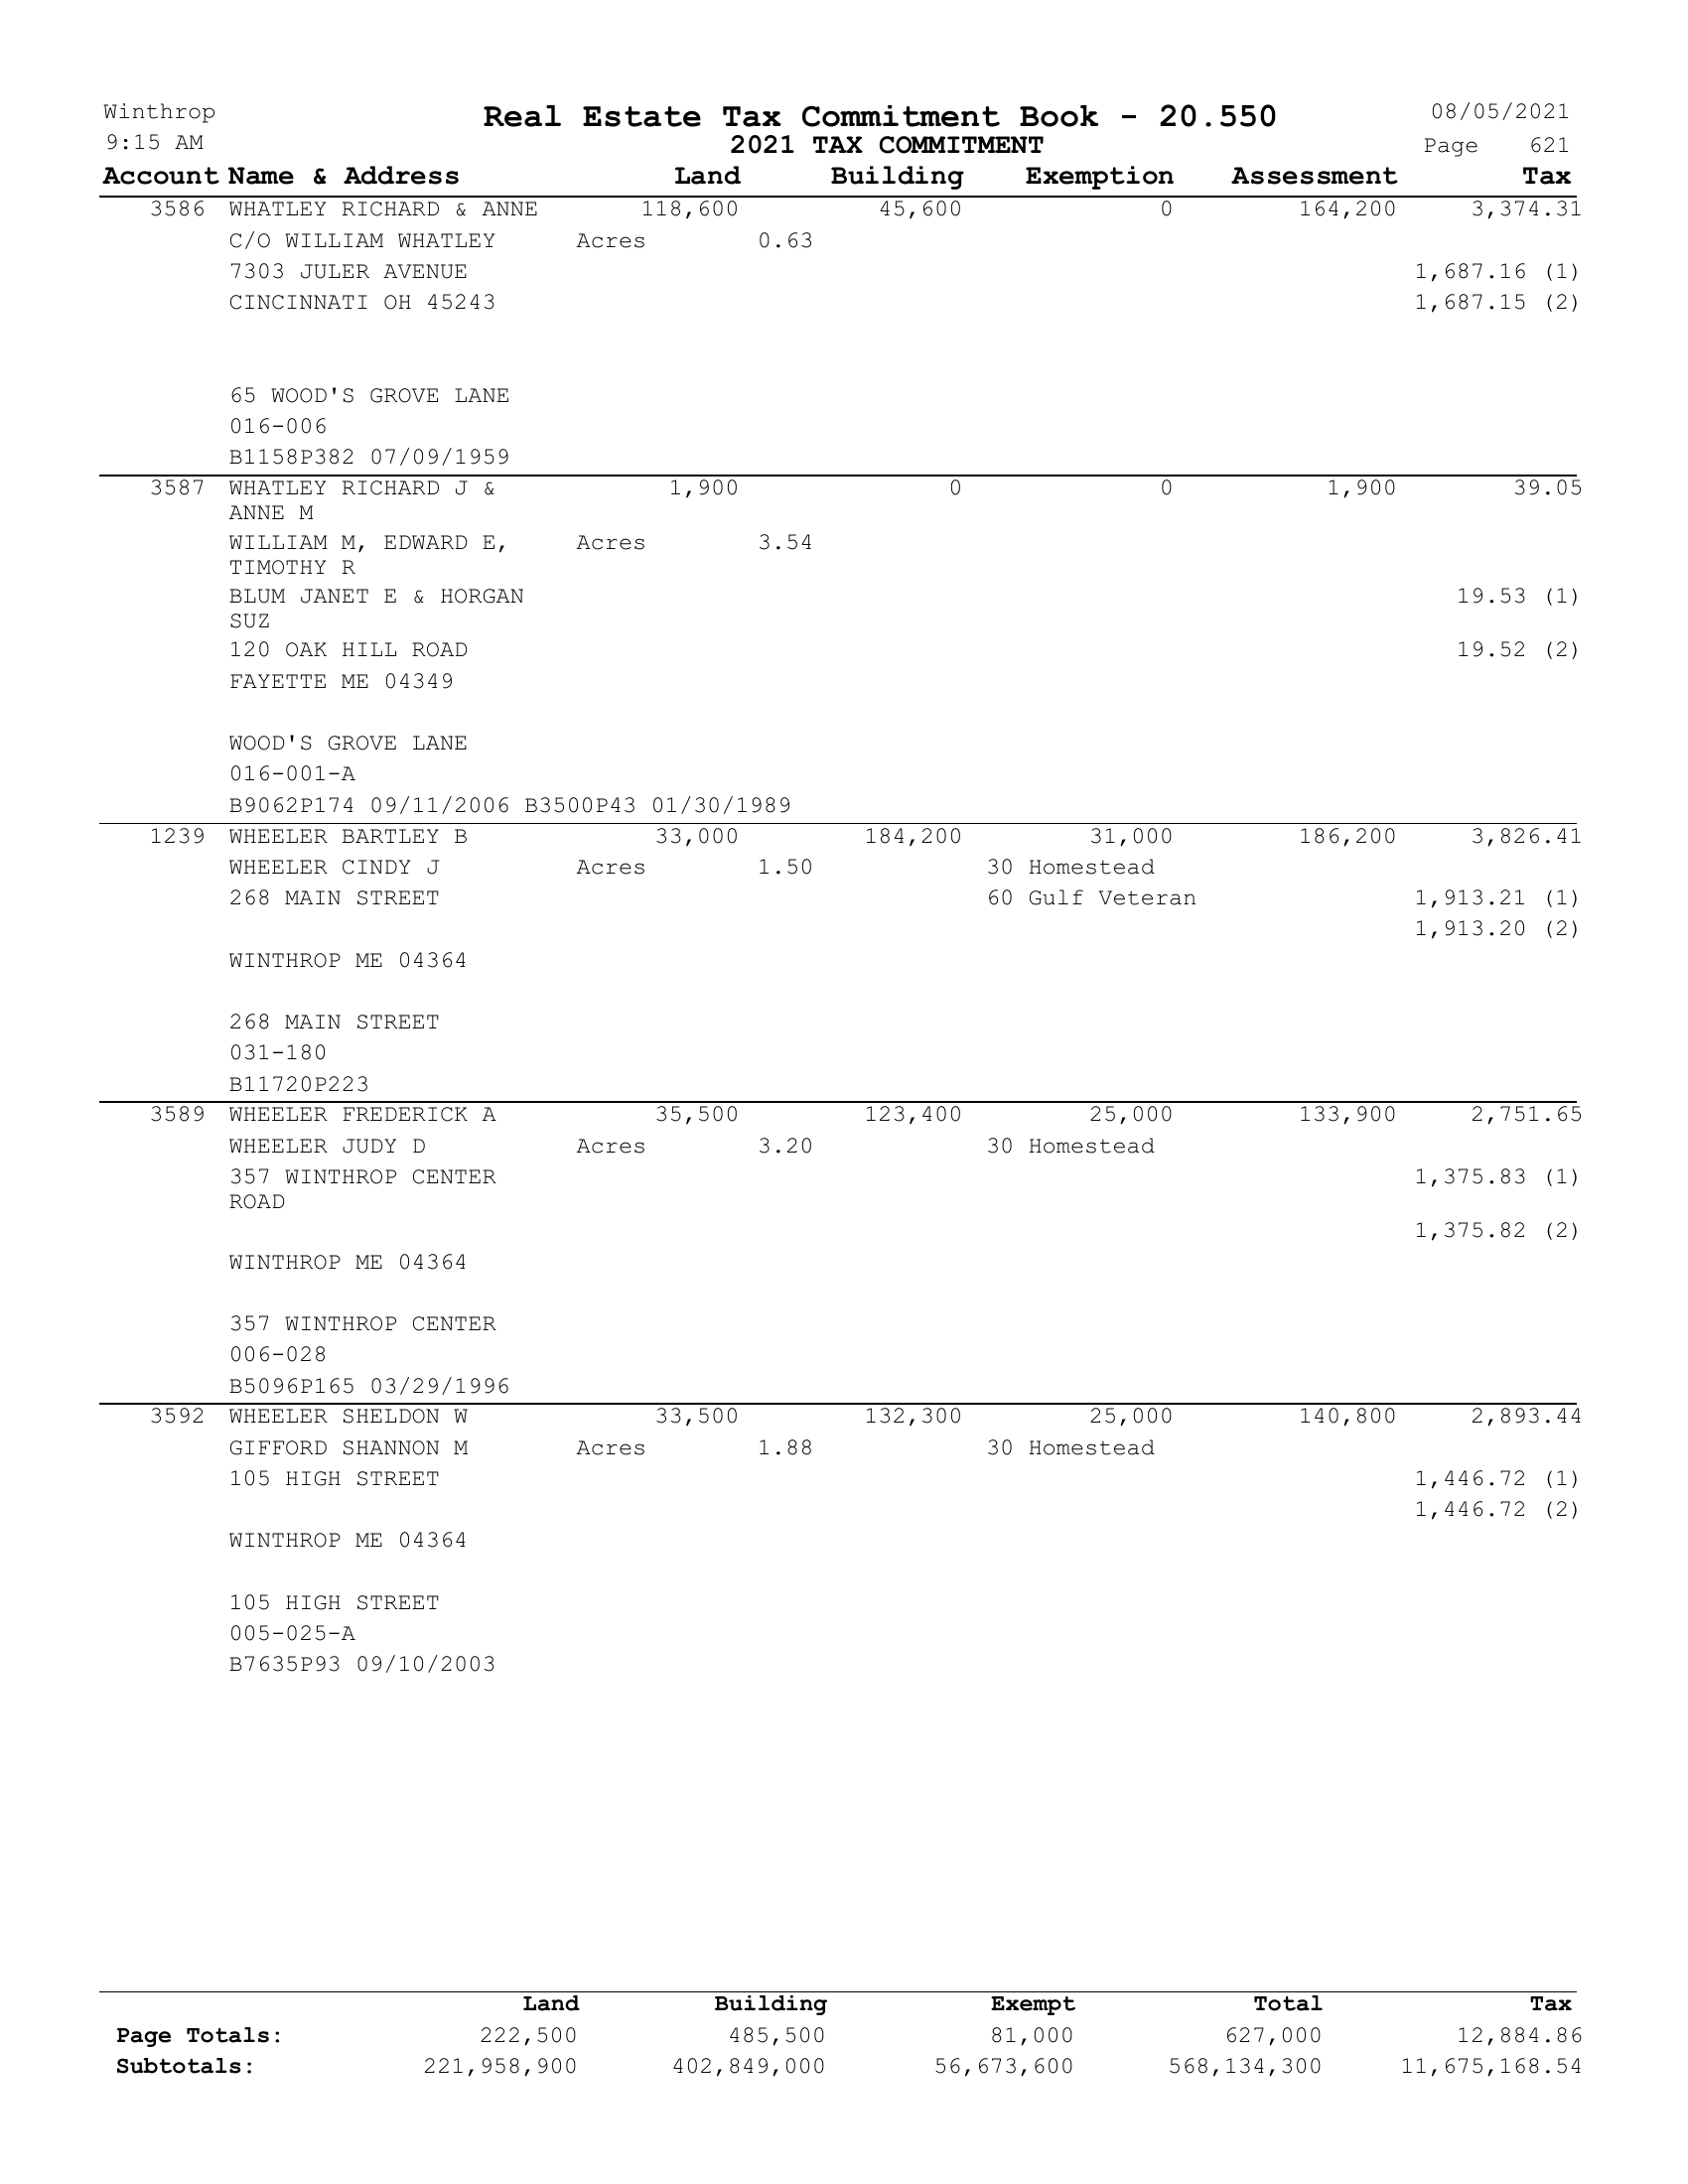 Winthrop Real Estate Tax Commitment Book - 20.550 08/05/2021
9:15 AM 2021 TAX COMMITMENT Page 621
Account Name & Address Land Building Exemption Assessment Tax
3586 WHATLEY RICHARD & ANNE 118,600 45,600 0 164,200 3,374.31
C/O WILLIAM WHATLEY Acres 0.63
7303 JULER AVENUE 1,687.16 (1)
CINCINNATI OH 45243 1,687.15 (2)
65 WOOD'S GROVE LANE
016-006
B1158P382 07/09/1959
3587 WHATLEY RICHARD J & 1,900 0 0 1,900 39.05
ANNE M
WILLIAM M, EDWARD E, Acres 3.54
TIMOTHY R
BLUM JANET E & HORGAN 19.53 (1)
SUZ
120 OAK HILL ROAD 19.52 (2)
FAYETTE ME 04349
WOOD'S GROVE LANE
016-001-A
B9062P174 09/11/2006 B3500P43 01/30/1989
1239 WHEELER BARTLEY B 33,000 184,200 31,000 186,200 3,826.41
WHEELER CINDY J Acres 1.50 30 Homestead
268 MAIN STREET 60 Gulf Veteran 1,913.21 (1)
1,913.20 (2)
WINTHROP ME 04364
268 MAIN STREET
031-180
B11720P223
3589 WHEELER FREDERICK A 35,500 123,400 25,000 133,900 2,751.65
WHEELER JUDY D Acres 3.20 30 Homestead
357 WINTHROP CENTER 1,375.83 (1)
ROAD
1,375.82 (2)
WINTHROP ME 04364
357 WINTHROP CENTER
006-028
B5096P165 03/29/1996
3592 WHEELER SHELDON W 33,500 132,300 25,000 140,800 2,893.44
GIFFORD SHANNON M Acres 1.88 30 Homestead
105 HIGH STREET 1,446.72 (1)
1,446.72 (2)
WINTHROP ME 04364
105 HIGH STREET
005-025-A
B7635P93 09/10/2003
Land Building Exempt Total Tax
Page Totals: 222,500 485,500 81,000 627,000 12,884.86
Subtotals: 221,958,900 402,849,000 56,673,600 568,134,300 11,675,168.54